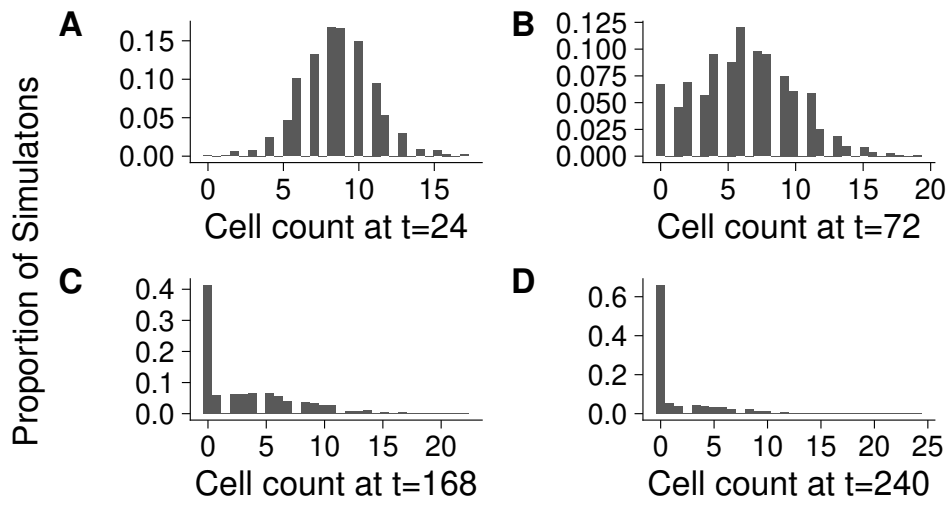 Proportion of Simulatons
A
0.15
0.10
0.05
0.00
0 5 10 15
Cell count at t=24
B
0.125
0.100
0.075
0.050
0.025
0.000
0 5 10 15 20
Cell count at t=72
C
0.4
0.3
0.2
0.1
0.0
0 5 10 15 20
Cell count at t=168
D
0.6
0.4
0.2
0.0
0 5 10 15 20 25
Cell count at t=240